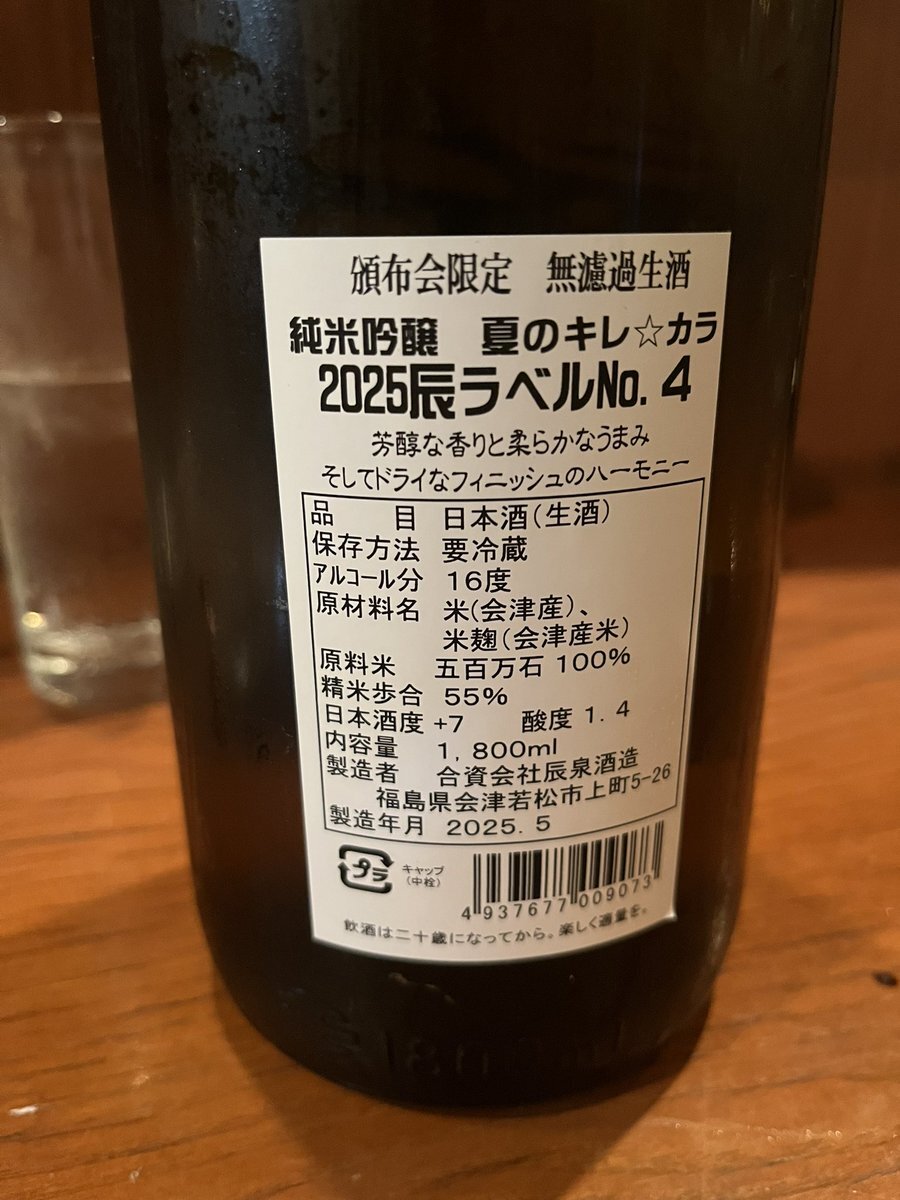 頒布会限定　無濾過生酒
純米吟醸　夏のキレ☆カラ
2025辰ラベルNo. 4
芳醇な香りと柔らかなうまみ
そしてドライなフィニッシュのハーモニー
品　　目　日本酒（生酒）
保存方法　要冷蔵
アルコール分　16度
原材料名　米（会津産）、
米麹（会津産米）
原料米　五百万石 100%
精米歩合　55%
日本酒度 +7　　酸度 1. 4
内容量　1, 800ml
製造者　合資会社辰泉酒造
福島県会津若松市上町5-26
製造年月　2025. 5
プラ　キャップ
（中栓）
4 937677 009073
飲酒は二十歳になってから。楽しく適量を。